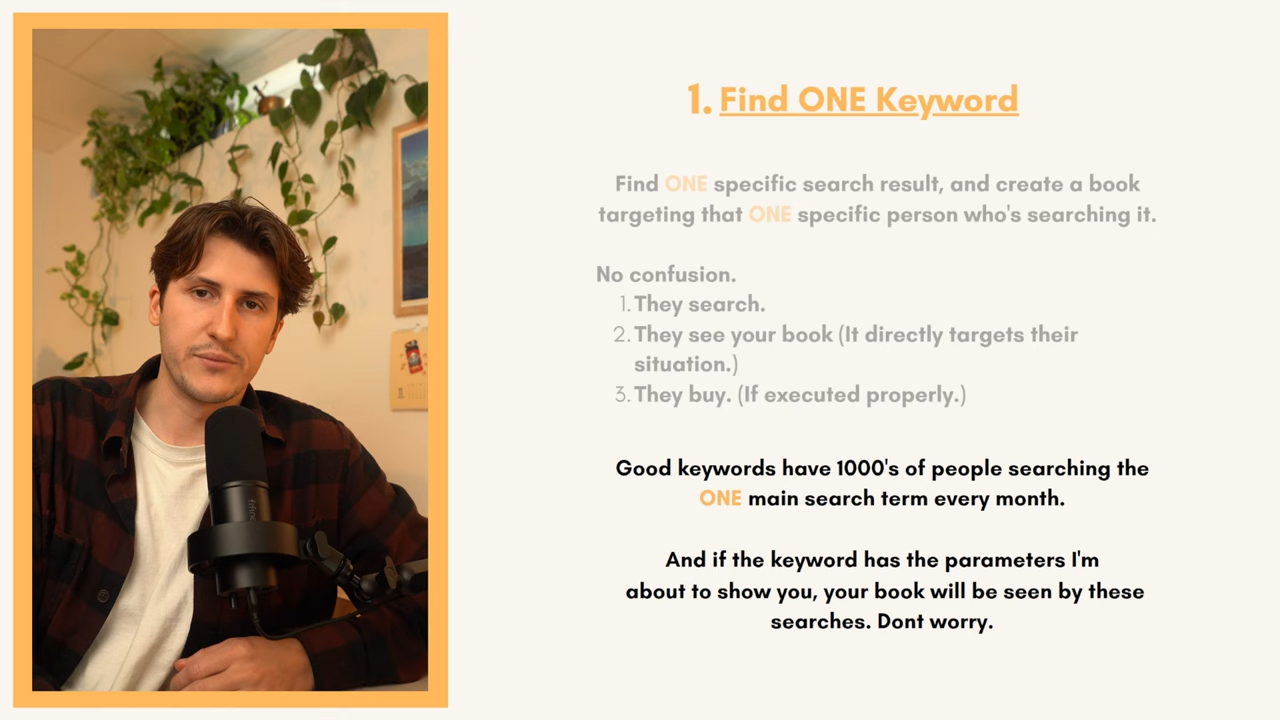 1. Find ONE Keyword
Find ONE specific search result, and create a book
targeting that ONE specific person who's searching it.
No confusion.
1. They search.
2. They see your book (It directly targets their
situation.)
3. They buy. (If executed properly.)
Good keywords have 1000's of people searching the
ONE main search term every month.
And if the keyword has the parameters I'm
about to show you, your book will be seen by these
searches. Dont worry.